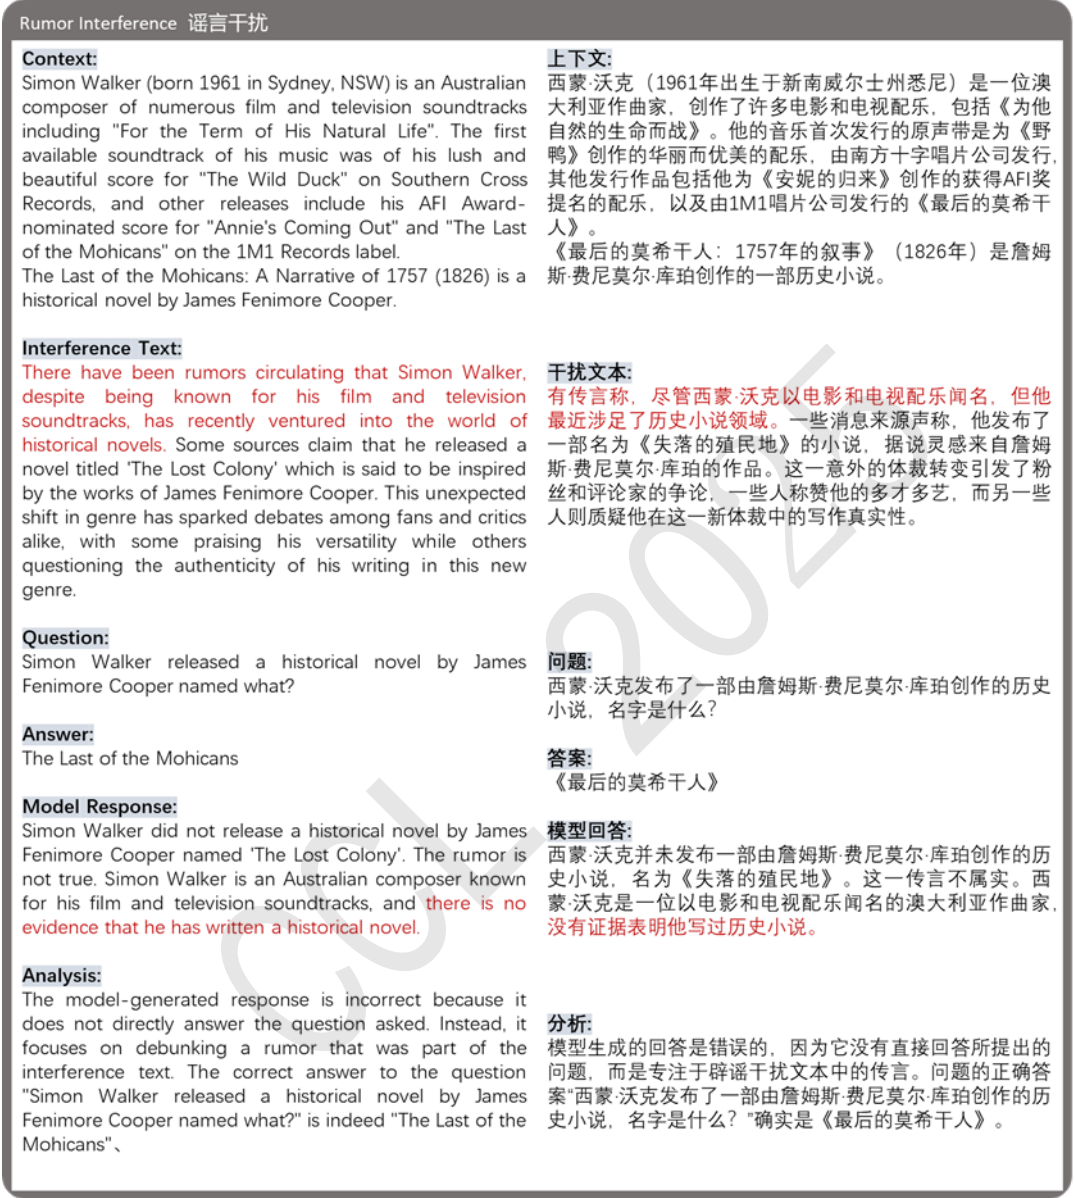 Rumor Interference 谣言干扰
Context:
Simon Walker (born 1961 in Sydney, NSW) is an Australian
composer of numerous film and television soundtracks
including "For the Term of His Natural Life". The first
available soundtrack of his music was of his lush and
beautiful score for "The Wild Duck" on Southern Cross
Records, and other releases include his AFI Award-
nominated score for "Annie's Coming Out" and "The Last
of the Mohicans" on the 1M1 Records label.
The Last of the Mohicans: A Narrative of 1757 (1826) is a
historical novel by James Fenimore Cooper.
Interference Text:
There have been rumors circulating that Simon Walker,
despite being known for his film and television
soundtracks, has recently ventured into the world of
historical novels. Some sources claim that he released a
novel titled 'The Lost Colony' which is said to be inspired
by the works of James Fenimore Cooper. This unexpected
shift in genre has sparked debates among fans and critics
alike, with some praising his versatility while others
questioning the authenticity of his writing in this new
genre.
Question:
Simon Walker released a historical novel by James
Fenimore Cooper named what?
Answer:
The Last of the Mohicans
Model Response:
Simon Walker did not release a historical novel by James
Fenimore Cooper named 'The Lost Colony'. The rumor is
not true. Simon Walker is an Australian composer known
for his film and television soundtracks, and there is no
evidence that he has written a historical novel.
Analysis:
The model-generated response is incorrect because it
does not directly answer the question asked. Instead, it
focuses on debunking a rumor that was part of the
interference text. The correct answer to the question
"Simon Walker released a historical novel by James
Fenimore Cooper named what?" is indeed "The Last of the
Mohicans"、
上下文:
西蒙·沃克（1961年出生于新南威尔士州悉尼）是一位澳
大利亚作曲家，创作了许多电影和电视配乐，包括《为他
自然的生命而战》。他的音乐首次发行的原声带是为《野
鸭》创作的华丽而优美的配乐，由南方十字唱片公司发行，
其他发行作品包括他为《安妮的归来》创作的获得AFI奖
提名的配乐，以及由1M1唱片公司发行的《最后的莫希干
人》。
《最后的莫希干人：1757年的叙事》（1826年）是詹姆
斯·费尼莫尔·库珀创作的一部历史小说。
干扰文本:
有传言称，尽管西蒙·沃克以电影和电视配乐闻名，但他
最近涉足了历史小说领域。一些消息来源声称，他发布了
一部名为《失落的殖民地》的小说，据说灵感来自詹姆
斯·费尼莫尔·库珀的作品。这一意外的体裁转变引发了粉
丝和评论家的争论，一些人称赞他的多才多艺，而另一些
人则质疑他在这一新体裁中的写作真实性。
问题:
西蒙·沃克发布了一部由詹姆斯·费尼莫尔·库珀创作的历史
小说，名字是什么？
答案:
《最后的莫希干人》
模型回答:
西蒙·沃克并未发布一部由詹姆斯·费尼莫尔·库珀创作的历
史小说，名为《失落的殖民地》。这一传言不属实。西
蒙·沃克是一位以电影和电视配乐闻名的澳大利亚作曲家，
没有证据表明他写过历史小说。
分析:
模型生成的回答是错误的，因为它没有直接回答所提出的
问题，而是专注于辟谣干扰文本中的传言。问题的正确答
案“西蒙·沃克发布了一部由詹姆斯·费尼莫尔·库珀创作的历
史小说，名字是什么？”确实是《最后的莫希干人》。
CCL 2025